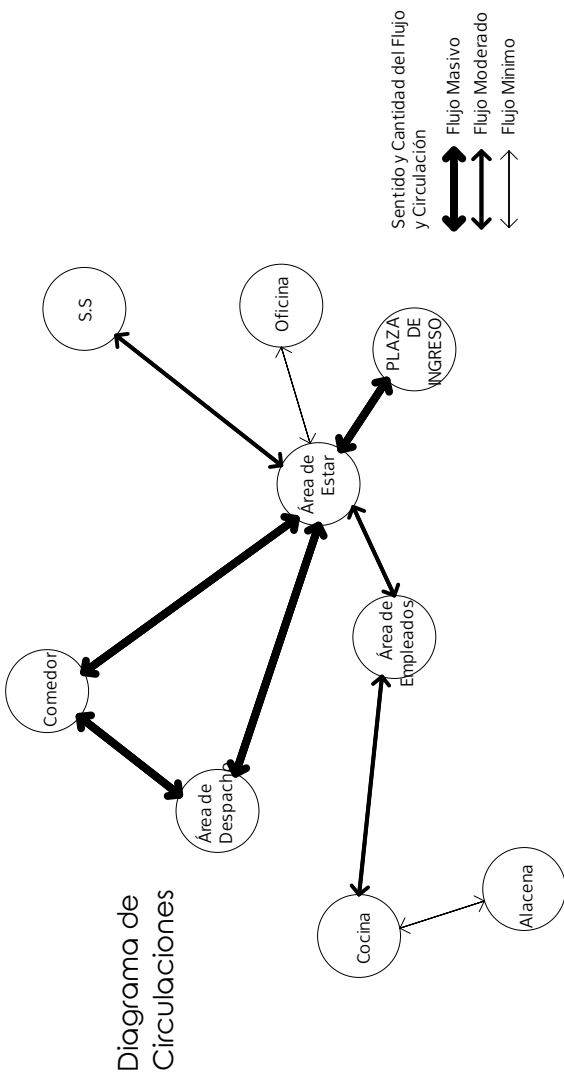 Diagrama de
Circulaciones
Comedor
Área de
Despacho
Cocina
Alacena
Área de
Empleados
Área de
Estar
S.S
Oficina
PLAZA
DE
INGRESO
Sentido y Cantidad del Flujo
y Circulación
Flujo Masivo
Flujo Moderado
Flujo Minimo